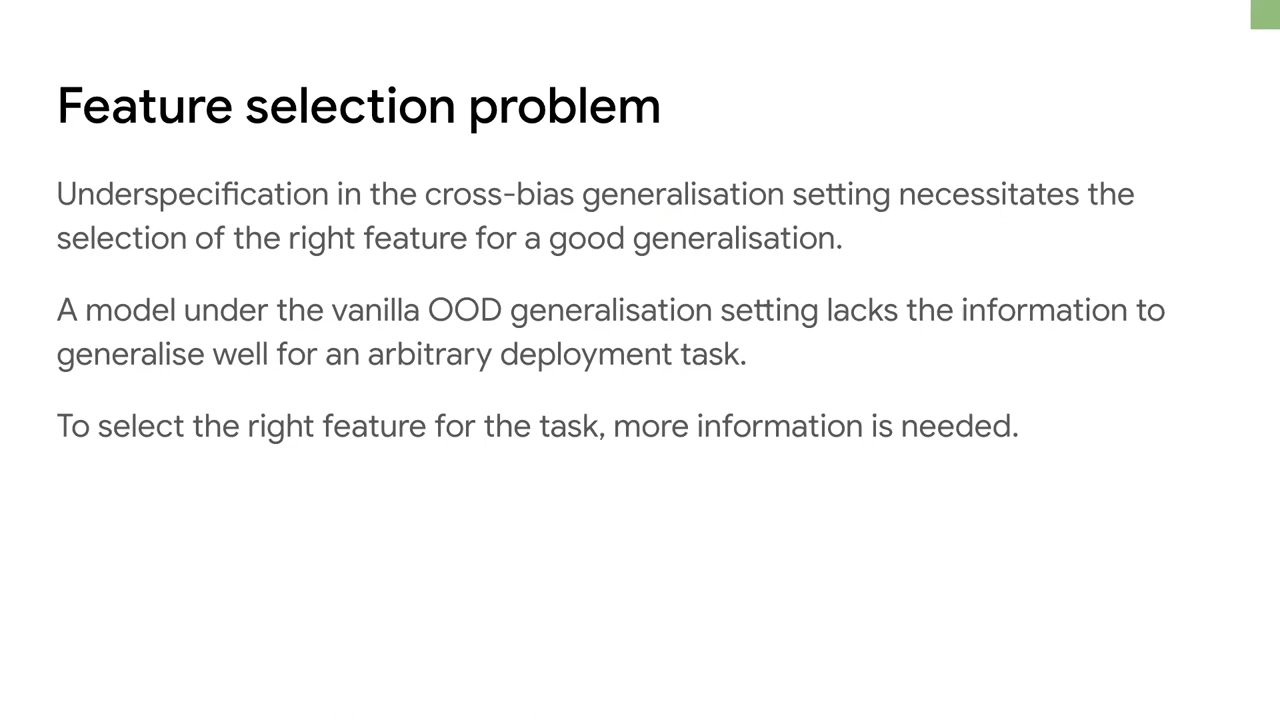 Feature selection problem
Underspecification in the cross-bias generalisation setting necessitates the
selection of the right feature for a good generalisation.
A model under the vanilla OOD generalisation setting lacks the information to
generalise well for an arbitrary deployment task.
To select the right feature for the task, more information is needed.